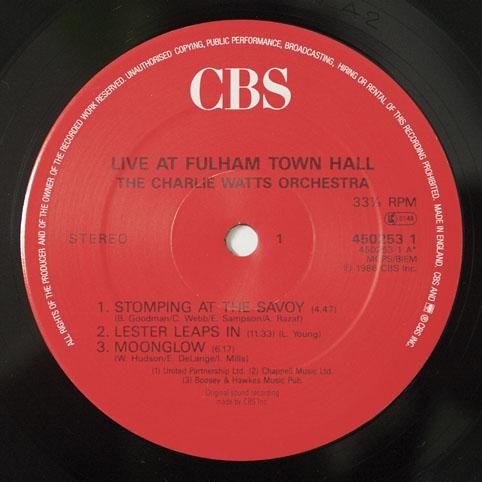 A-2
ALL RIGHTS OF THE PRODUCER AND OF THE OWNER OF THE RECORDED WORK RESERVED. UNAUTHORISED COPYING, PUBLIC PERFORMANCE, BROADCASTING, HIRING OR RENTAL OF THIS RECORDING PROHIBITED. MADE IN ENGLAND.
CBS
LIVE AT FULHAM TOWN HALL
THE CHARLIE WATTS ORCHESTRA
33⅓ RPM
STEREO 1 450253 1
450253 1 A*
MCPS/BIEM
℗ 1986 CBS Inc.
1. STOMPING AT THE SAVOY (4.47)
(B. Goodman/C. Webb/E. Sampson/A. Razaf)
2. LESTER LEAPS IN (11:33) (L. Young)
3. MOONGLOW (6:17)
(W. Hudson/E. DeLange/I. Mills)
(1) United Partnership Ltd. (2) Chappell Music Ltd.
(3) Boosey & Hawkes Music Pub.
Original sound recording
made by CBS Inc.
CBS AND ® CBS INC.